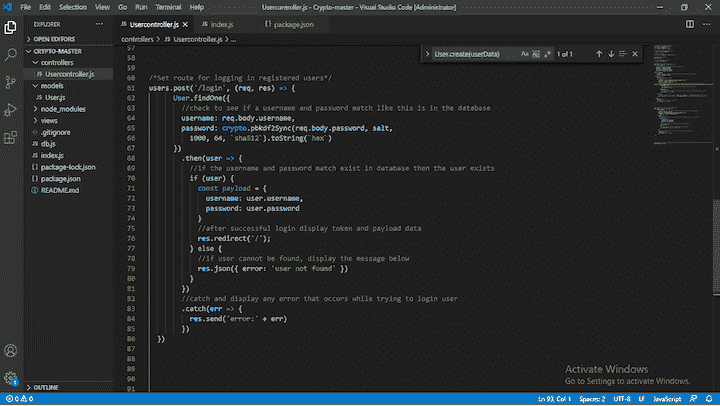 File Edit Selection View Go Run Terminal Help
Usercontroller.js - Crypto-master - Visual Studio Code [Administrator]
EXPLORER
OPEN EDITORS
CRYPTO-MASTER
controllers
Usercontroller.js
models
User.js
node_modules
views
.gitignore
db.js
index.js
package-lock.json
package.json
README.md
OUTLINE
Usercontroller.js
index.js
package.json
controllers > Usercontroller.js > ...
User.create(userData)
1 of 1
57
58
59
60 /*Set route for logging in registered users*/
61 users.post('/login', (req, res) => {
62 User.findOne({
63 //check to see if a username and password match like this is in the database
64 username: req.body.username,
65 password: crypto.pbkdf2Sync(req.body.password, salt,
66 1000, 64, `sha512`).toString(`hex`)
67 })
68 .then(user => {
69 //if the username and password match exist in database then the user exists
70 if (user) {
71 const payload = {
72 username: user.username,
73 password: user.password
74 }
75 //after successful login display token and payload data
76 res.redirect('/');
77 } else {
78 //if user cannot be found, display the message below
79 res.json({ error: 'user not found' })
80 }
81 })
82 //catch and display any error that occurs while trying to login user
83 .catch(err => {
84 res.send('error:' + err)
85 })
86 })
87
88
89
90
91
Activate Windows
Go to Settings to activate Windows.
0 0
Ln 93, Col 1
Spaces: 2
UTF-8
LF
JavaScript